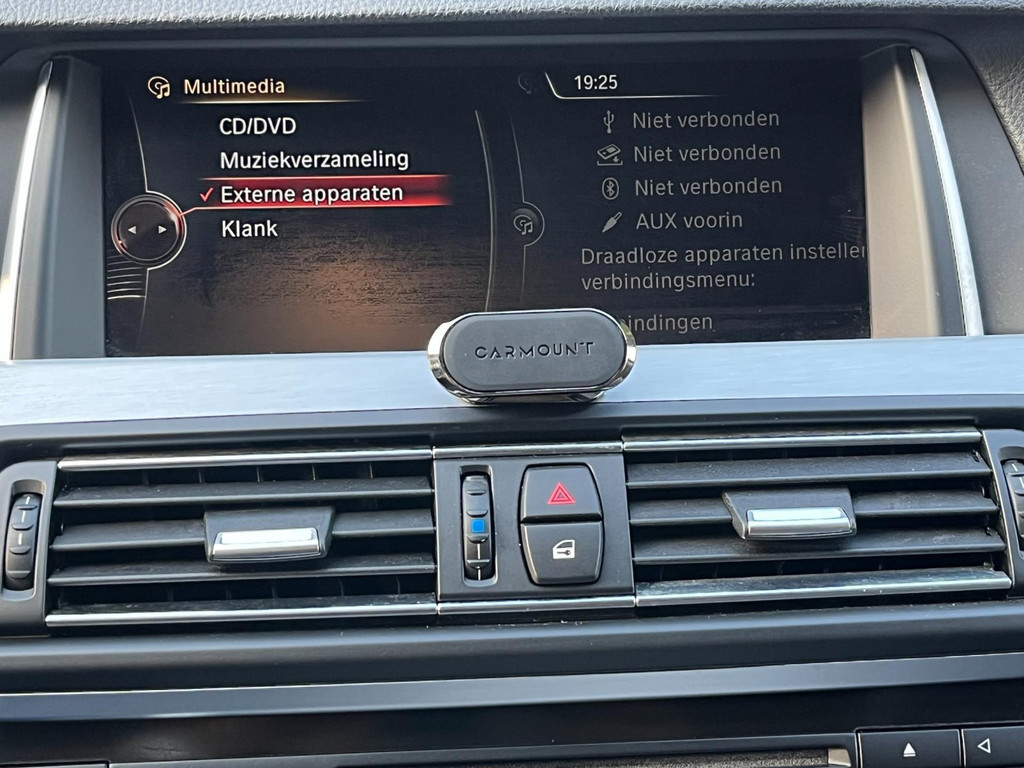 Multimedia
CD/DVD
Muziekverzameling
Externe apparaten
Klank
19:25
Niet verbonden
Niet verbonden
Niet verbonden
AUX voorin
Draadloze apparaten
verbindingsmenu:
CARMOUNT